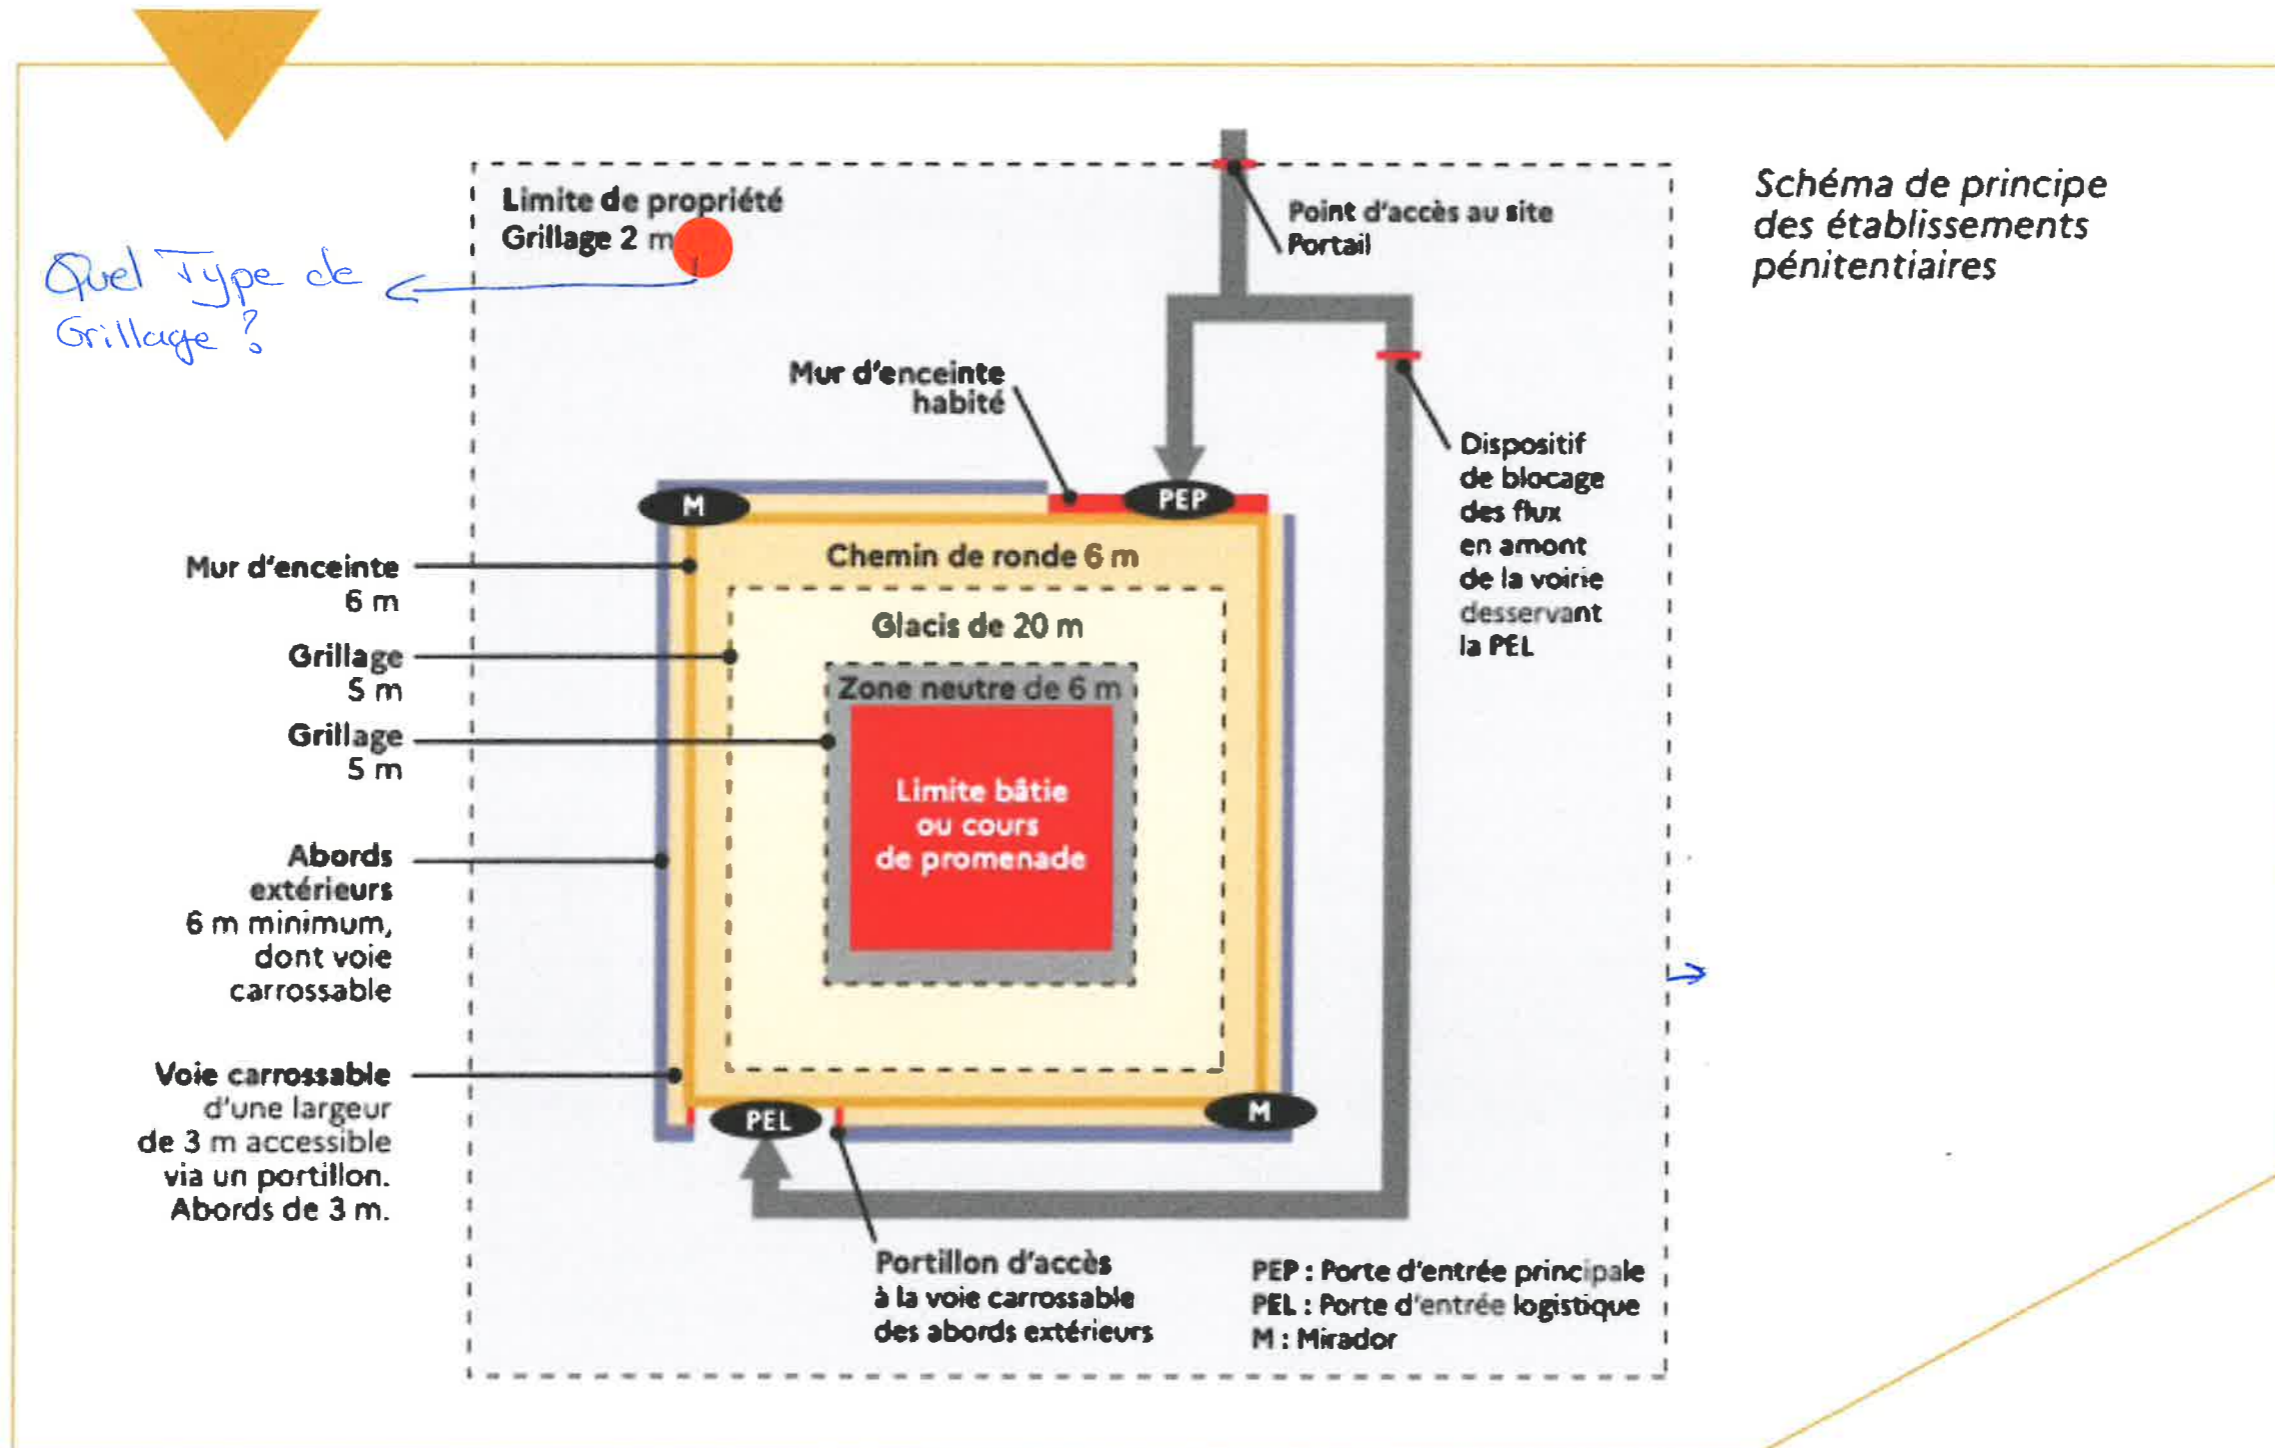 Schéma de principe
des établissements
pénitentiaires
Limite de propriété
Grillage 2 m
Quel Type de
Grillage ?
Point d'accès au site
Portail
Mur d'enceinte
habité
Dispositif
de blocage
des flux
en amont
de la voirie
desservant
la PEL
M
PEP
Chemin de ronde 6 m
Mur d'enceinte
6 m
Glacis de 20 m
Grillage
5 m
Zone neutre de 6 m
Grillage
5 m
Limite bâtie
ou cours
de promenade
Abords
extérieurs
6 m minimum,
dont voie
carrossable
Voie carrossable
d'une largeur
de 3 m accessible
via un portillon.
Abords de 3 m.
PEL
M
Portillon d'accès
à la voie carrossable
des abords extérieurs
PEP : Porte d'entrée principale
PEL : Porte d'entrée logistique
M : Mirador